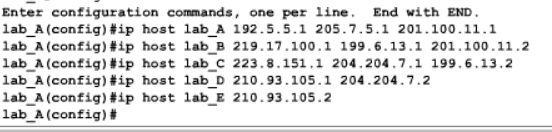 Enter configuration commands, one per line.  End with END.
lab_A(config)#ip host lab_A 192.5.5.1 205.7.5.1 201.100.11.1
lab_A(config)#ip host lab_B 219.17.100.1 199.6.13.1 201.100.11.2
lab_A(config)#ip host lab_C 223.8.151.1 204.204.7.1 199.6.13.2
lab_A(config)#ip host lab_D 210.93.105.1 204.204.7.2
lab_A(config)#ip host lab_E 210.93.105.2
lab_A(config)#